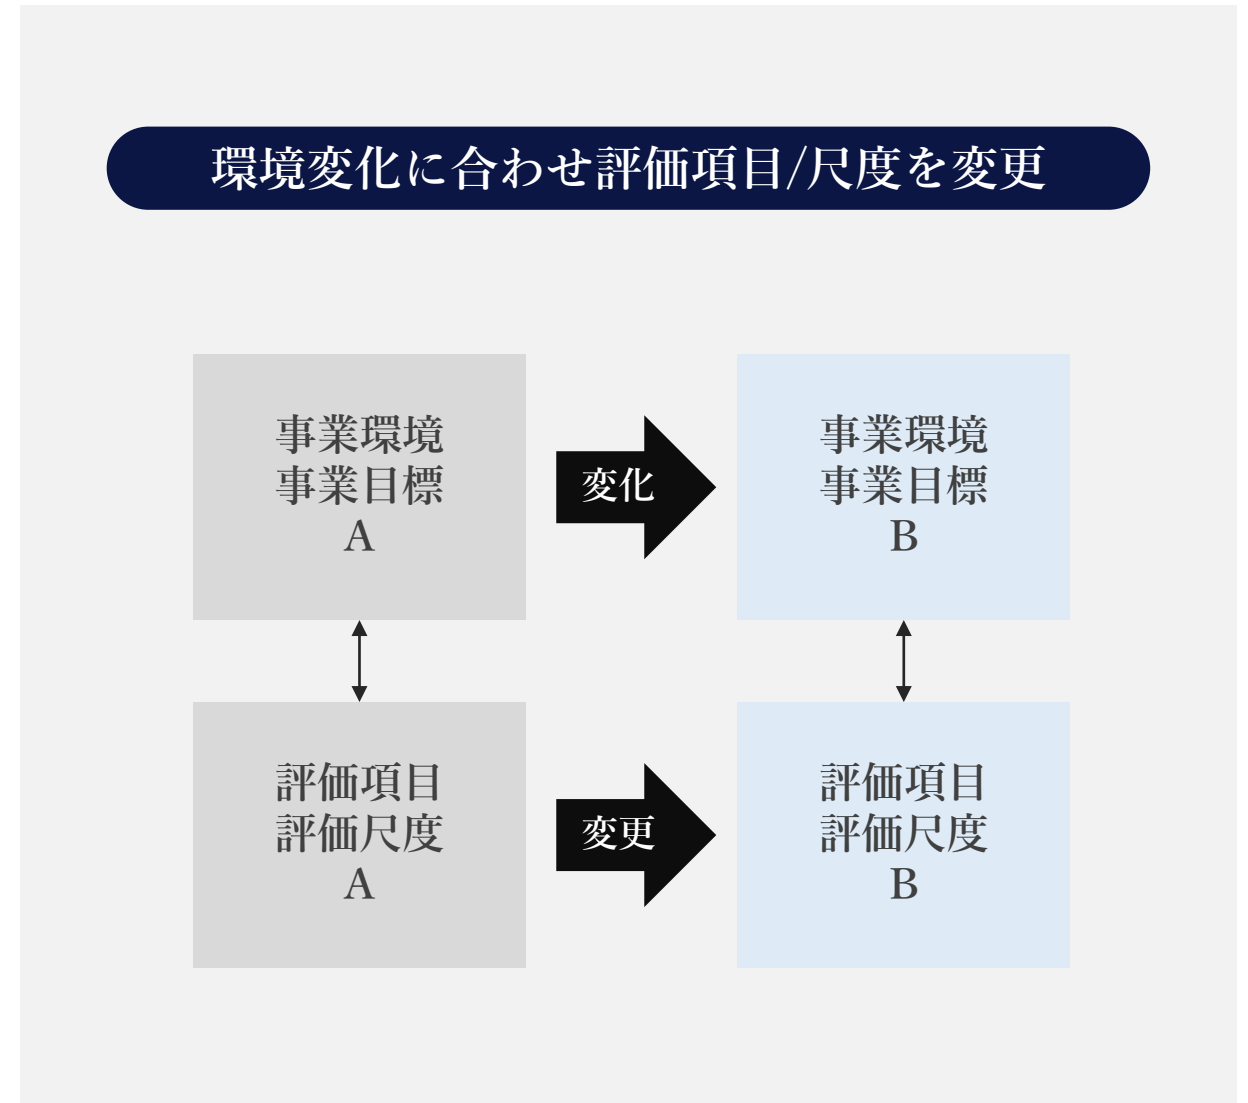 環境変化に合わせ評価項目/尺度を変更
事業環境
事業目標
A
変化
事業環境
事業目標
B
評価項目
評価尺度
A
変更
評価項目
評価尺度
B